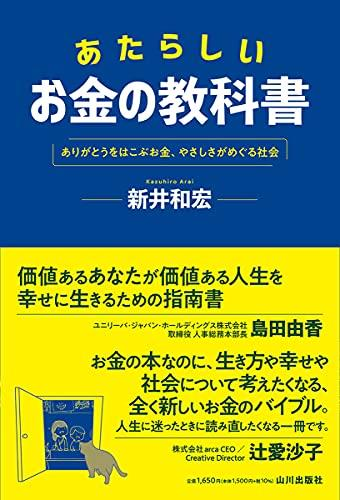 あたらしい
お金の教科書
ありがとうをはこぶお金、やさしさがめぐる社会
Kazuhiro Arai
新井和宏
価値あるあなたが価値ある人生を
幸せに生きるための指南書
ユニリーバ・ジャパン・ホールディングス株式会社
取締役 人事総務本部長
島田由香
お金の本なのに、生き方や幸せや
社会について考えたくなる、
全く新しいお金のバイブル。
人生に迷ったときに読み直したくなる一冊です。
株式会社arca CEO／
Creative Director
辻愛沙子
定価1,650円(本体1,500円+税10%)
山川出版社